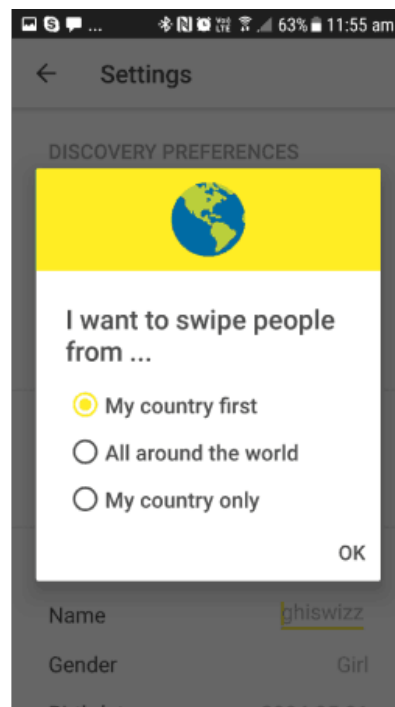 ... 63% 11:55 am
Settings
DISCOVERY PREFERENCES
I want to swipe people
from ...
My country first
All around the world
My country only
OK
Name ghiswizz
Gender Girl